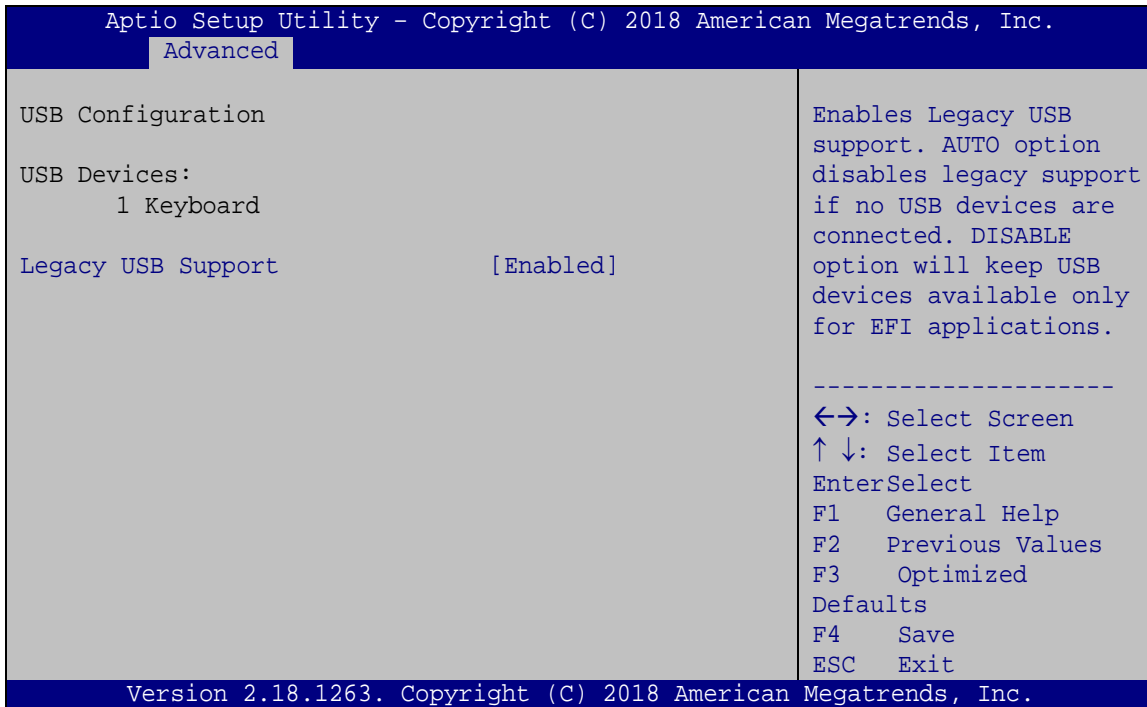 Aptio Setup Utility – Copyright (C) 2018 American Megatrends, Inc.
Advanced
USB Configuration
USB Devices:
1 Keyboard
Legacy USB Support [Enabled]
Enables Legacy USB
support. AUTO option
disables legacy support
if no USB devices are
connected. DISABLE
option will keep USB
devices available only
for EFI applications.
---------------------
←→: Select Screen
↑ ↓: Select Item
EnterSelect
F1 General Help
F2 Previous Values
F3 Optimized
Defaults
F4 Save
ESC Exit
Version 2.18.1263. Copyright (C) 2018 American Megatrends, Inc.